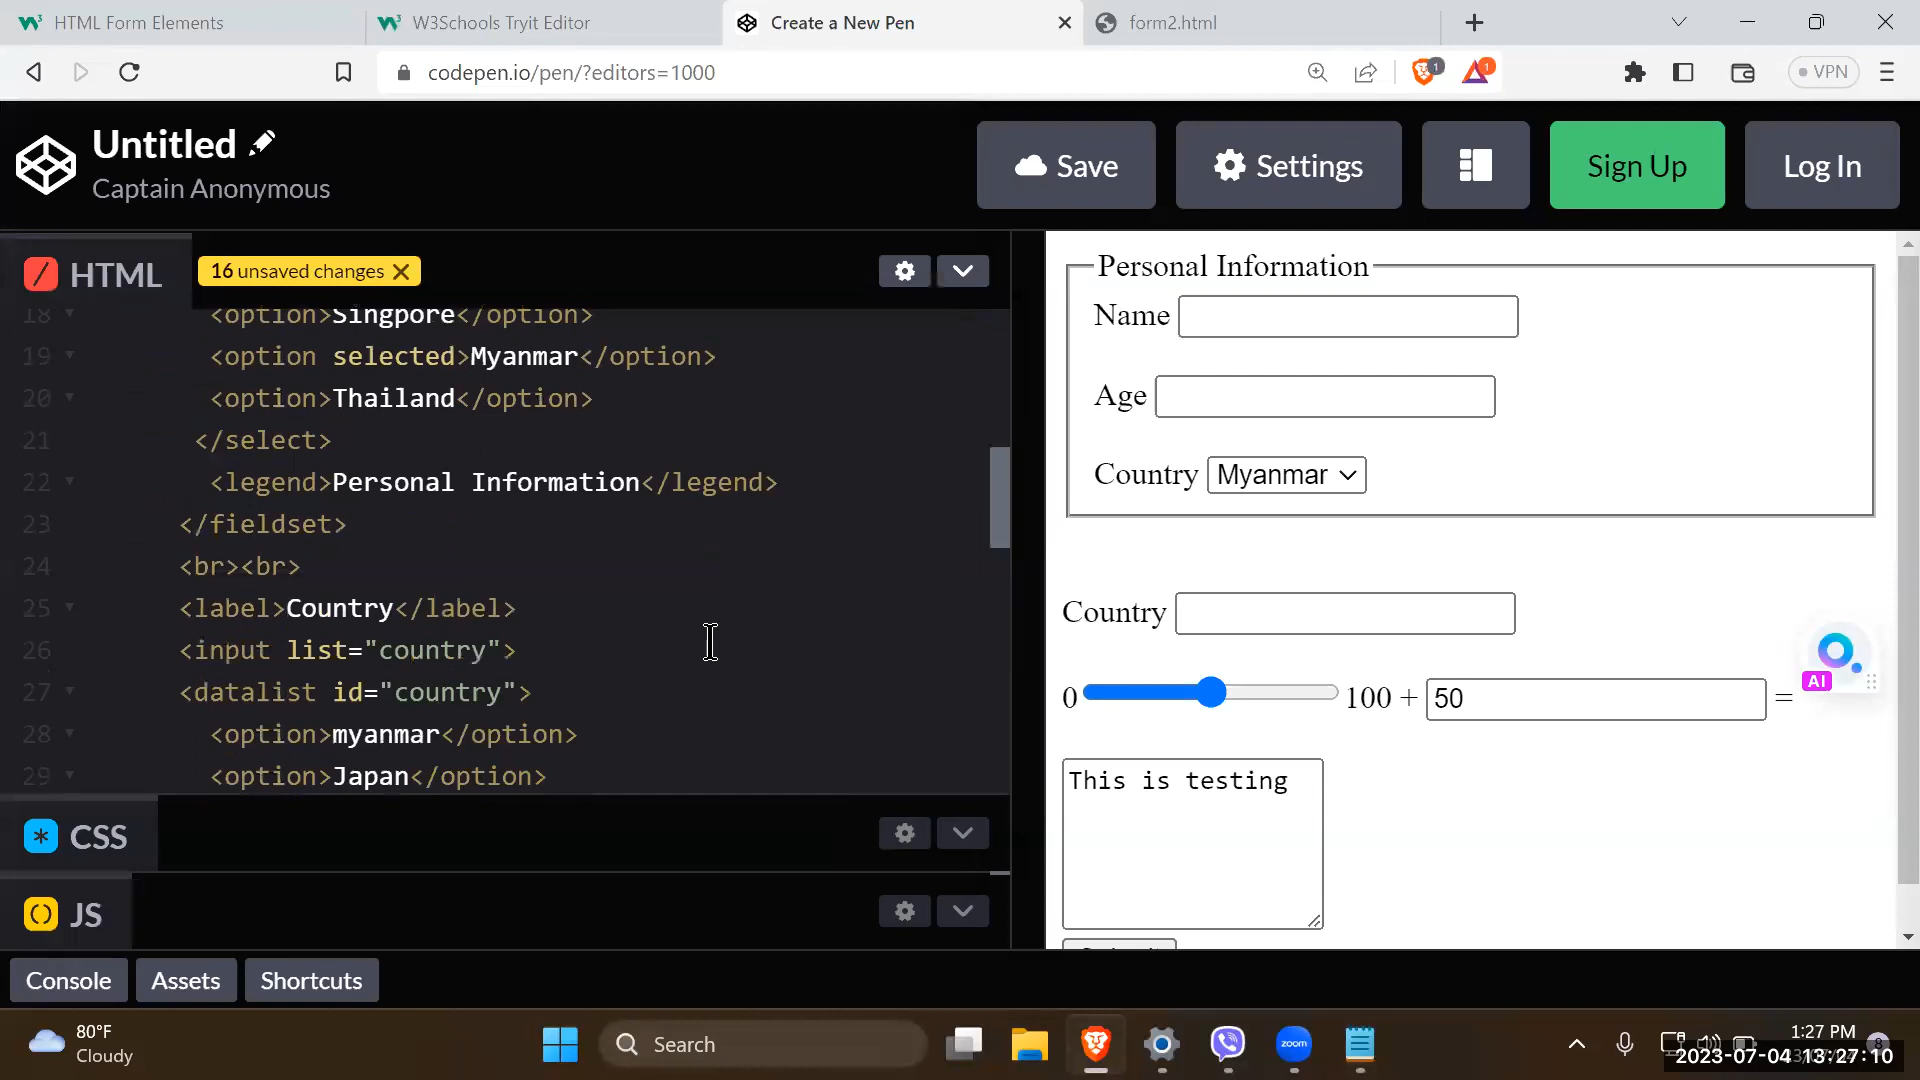 HTML Form Elements
W3Schools Tryit Editor
Create a New Pen
form2.html
codepen.io/pen/?editors=1000
1
1
VPN
Untitled
Captain Anonymous
Save
Settings
Sign Up
Log In
HTML
16 unsaved changes
18 <option>Singpore</option>
19 <option selected>Myanmar</option>
20 <option>Thailand</option>
21 </select>
22 <legend>Personal Information</legend>
23 </fieldset>
24 <br><br>
25 <label>Country</label>
26 <input list="country">
27 <datalist id="country">
28 <option>myanmar</option>
29 <option>Japan</option>
CSS
JS
Personal Information
Name
Age
Country Myanmar
Country
0 100 + 50 =
AI
This is testing
Console
Assets
Shortcuts
80°F
Cloudy
Search
zoom
1:27 PM
8
2023-07-04 13:27:10